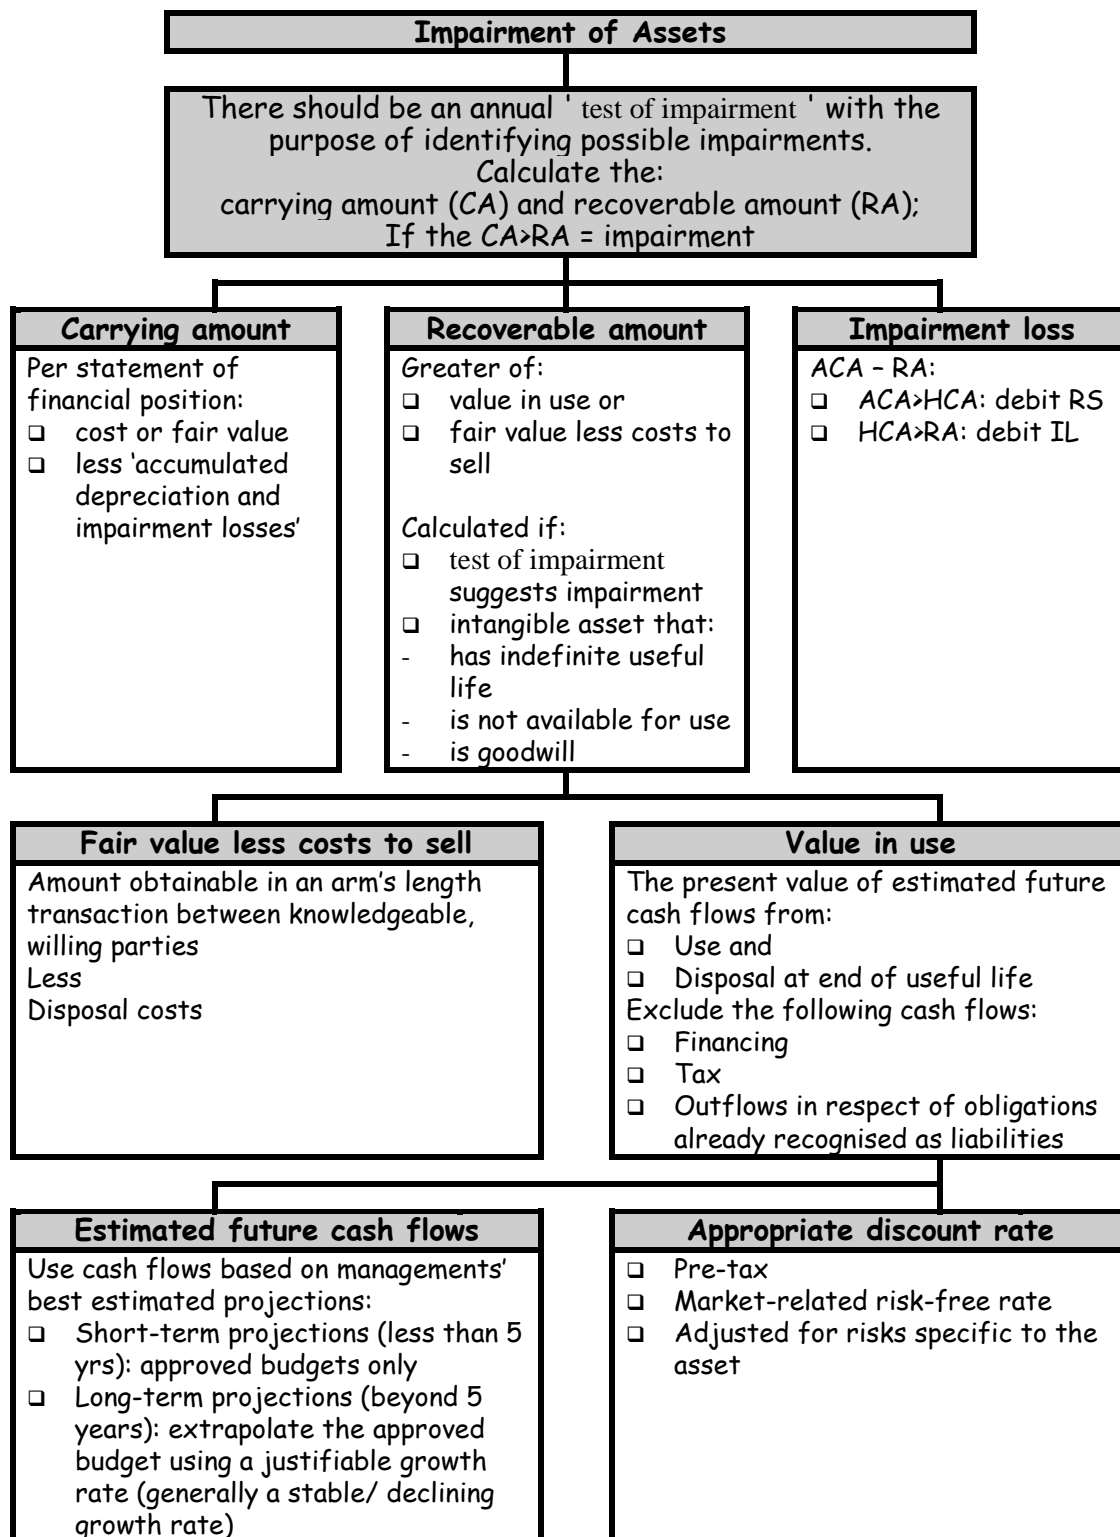 Impairment of Assets
There should be an annual ' test of impairment ' with the
purpose of identifying possible impairments.
Calculate the:
carrying amount (CA) and recoverable amount (RA);
If the CA>RA = impairment
Carrying amount
Per statement of
financial position:
❑ cost or fair value
❑ less ‘accumulated
depreciation and
impairment losses’
Recoverable amount
Greater of:
❑ value in use or
❑ fair value less costs to
sell
Calculated if:
❑ test of impairment
suggests impairment
❑ intangible asset that:
- has indefinite useful
life
- is not available for use
- is goodwill
Impairment loss
ACA – RA:
❑ ACA>HCA: debit RS
❑ HCA>RA: debit IL
Fair value less costs to sell
Amount obtainable in an arm’s length
transaction between knowledgeable,
willing parties
Less
Disposal costs
Value in use
The present value of estimated future
cash flows from:
❑ Use and
❑ Disposal at end of useful life
Exclude the following cash flows:
❑ Financing
❑ Tax
❑ Outflows in respect of obligations
already recognised as liabilities
Estimated future cash flows
Use cash flows based on managements’
best estimated projections:
❑ Short-term projections (less than 5
yrs): approved budgets only
❑ Long-term projections (beyond 5
years): extrapolate the approved
budget using a justifiable growth
rate (generally a stable/ declining
growth rate)
Appropriate discount rate
❑ Pre-tax
❑ Market-related risk-free rate
❑ Adjusted for risks specific to the
asset